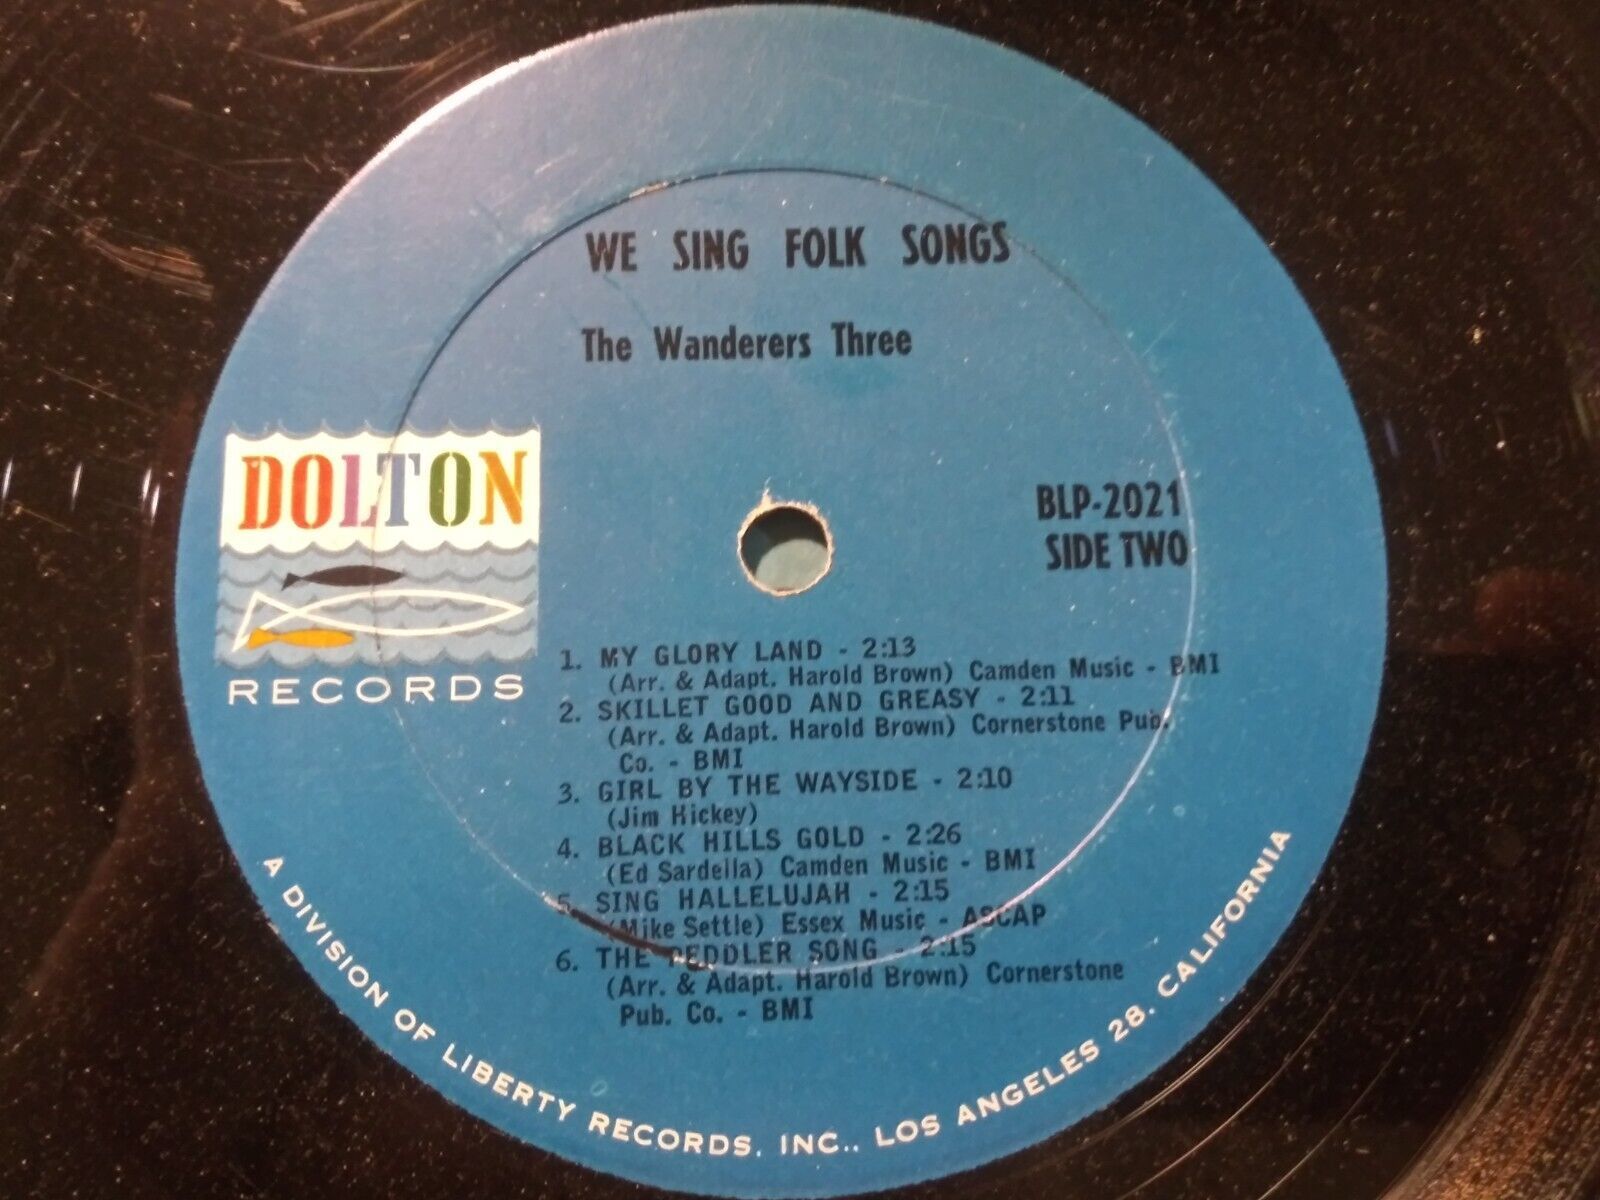 WE SING FOLK SONGS
The Wanderers Three
DOLTON
RECORDS
BLP-2021
SIDE TWO
1. MY GLORY LAND - 2:13
(Arr. & Adapt. Harold Brown) Camden Music - BMI
2. SKILLET GOOD AND GREASY - 2:11
(Arr. & Adapt. Harold Brown) Cornerstone Pub.
Co. - BMI
3. GIRL BY THE WAYSIDE - 2:10
(Jim Hickey)
4. BLACK HILLS GOLD - 2:26
(Ed Sardella) Camden Music - BMI
5. SING HALLELUJAH - 2:15
(Mike Settle) Essex Music - ASCAP
6. THE PEDDLER SONG - 2:15
(Arr. & Adapt. Harold Brown) Cornerstone
Pub. Co. - BMI
A DIVISION OF LIBERTY RECORDS, INC., LOS ANGELES 28, CALIFORNIA